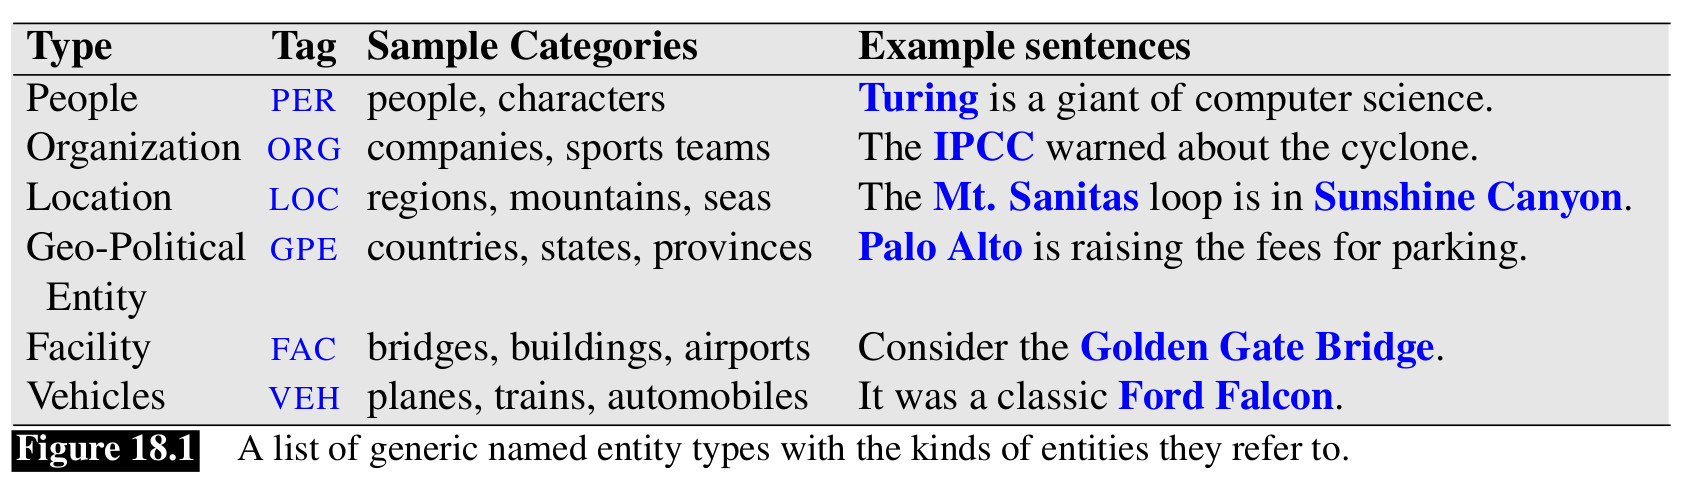 Type Tag Sample Categories Example sentences
People PER people, characters Turing is a giant of computer science.
Organization ORG companies, sports teams The IPCC warned about the cyclone.
Location LOC regions, mountains, seas The Mt. Sanitas loop is in Sunshine Canyon.
Geo-Political GPE countries, states, provinces Palo Alto is raising the fees for parking.
Entity
Facility FAC bridges, buildings, airports Consider the Golden Gate Bridge.
Vehicles VEH planes, trains, automobiles It was a classic Ford Falcon.
Figure 18.1 A list of generic named entity types with the kinds of entities they refer to.